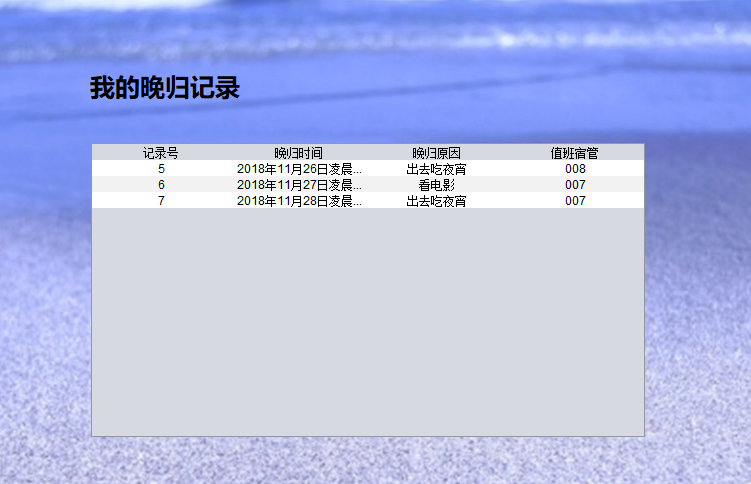 我的晚归记录
记录号 晚归时间 晚归原因 值班宿管
5 2018年11月26日凌晨... 出去吃夜宵 008
6 2018年11月27日凌晨... 看电影 007
7 2018年11月28日凌晨... 出去吃夜宵 007